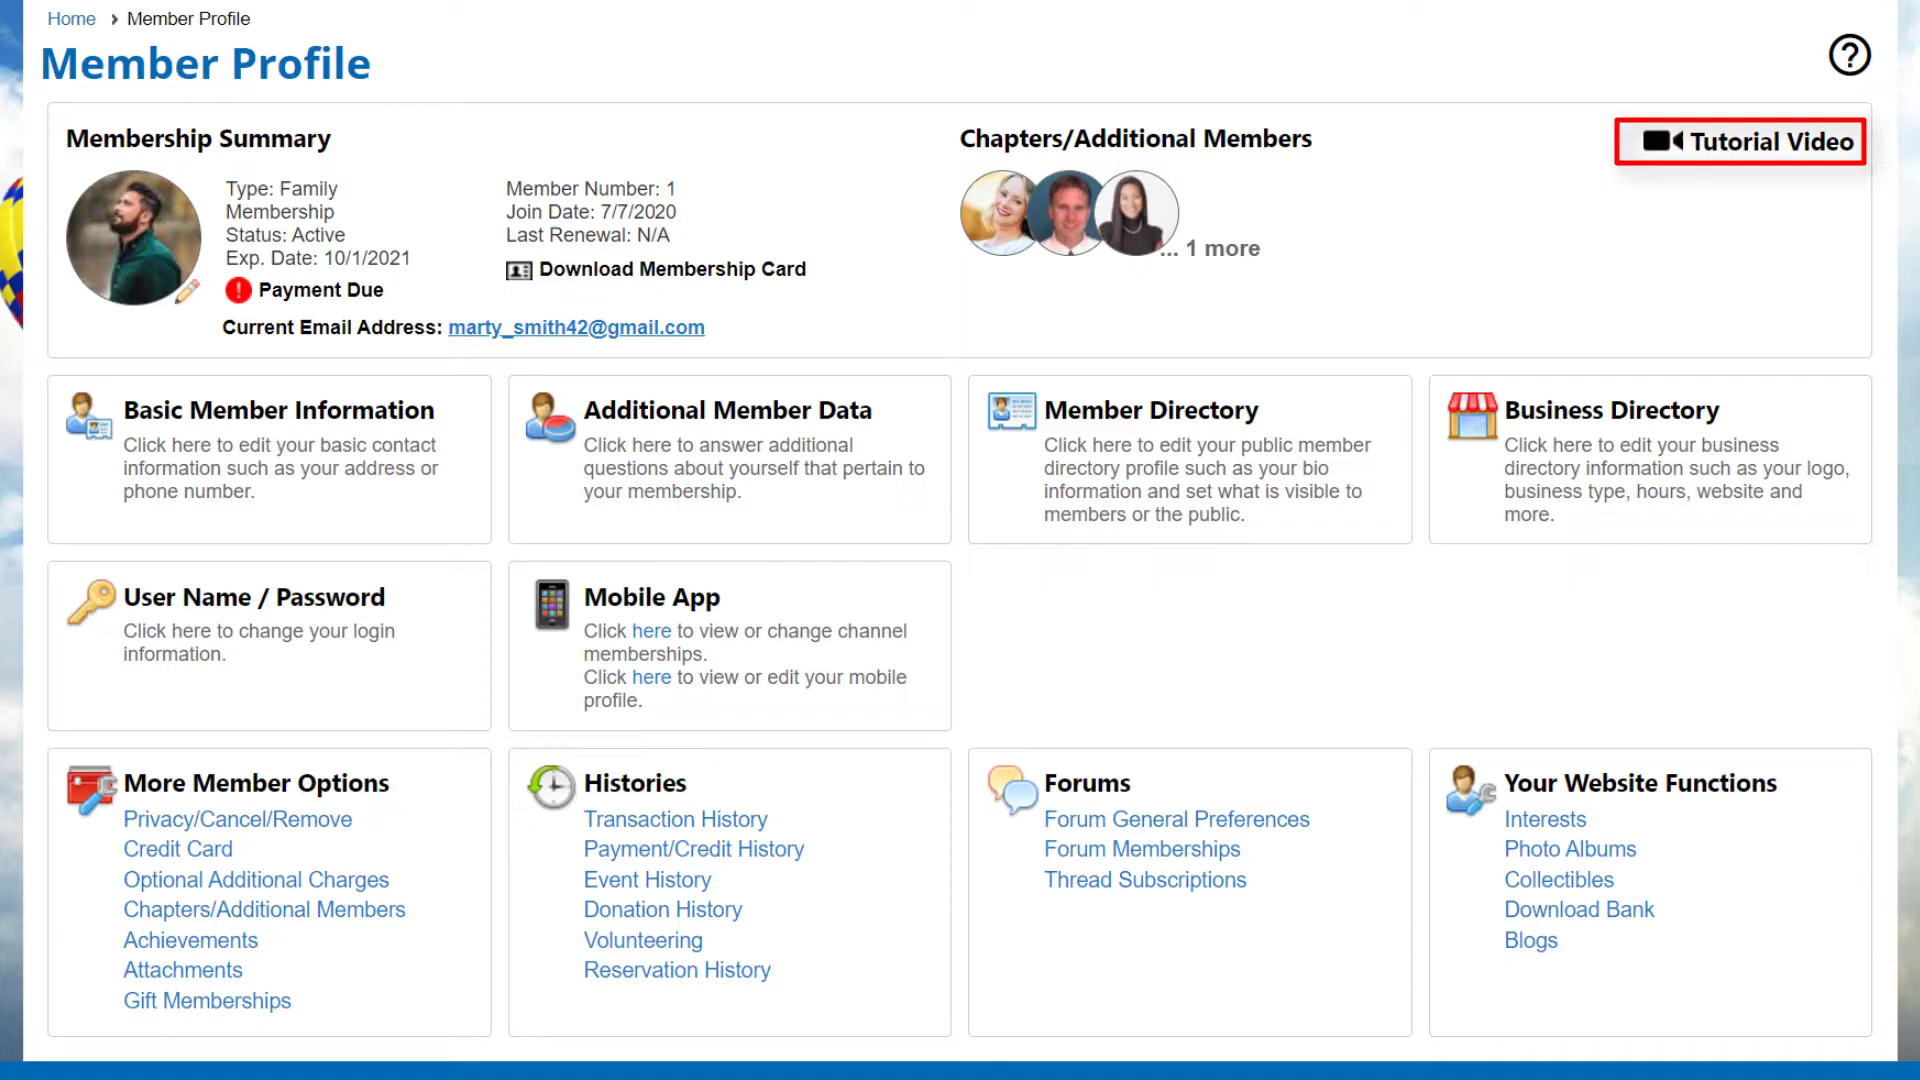 Home › Member Profile
Member Profile
Membership Summary
Type: Family
Membership
Status: Active
Exp. Date: 10/1/2021
Payment Due
Member Number: 1
Join Date: 7/7/2020
Last Renewal: N/A
Download Membership Card
Current Email Address: marty_smith42@gmail.com
Chapters/Additional Members
... 1 more
Tutorial Video
Basic Member Information
Click here to edit your basic contact
information such as your address or
phone number.
Additional Member Data
Click here to answer additional
questions about yourself that pertain to
your membership.
Member Directory
Click here to edit your public member
directory profile such as your bio
information and set what is visible to
members or the public.
Business Directory
Click here to edit your business
directory information such as your logo,
business type, hours, website and
more.
User Name / Password
Click here to change your login
information.
Mobile App
Click here to view or change channel
memberships.
Click here to view or edit your mobile
profile.
More Member Options
Privacy/Cancel/Remove
Credit Card
Optional Additional Charges
Chapters/Additional Members
Achievements
Attachments
Gift Memberships
Histories
Transaction History
Payment/Credit History
Event History
Donation History
Volunteering
Reservation History
Forums
Forum General Preferences
Forum Memberships
Thread Subscriptions
Your Website Functions
Interests
Photo Albums
Collectibles
Download Bank
Blogs